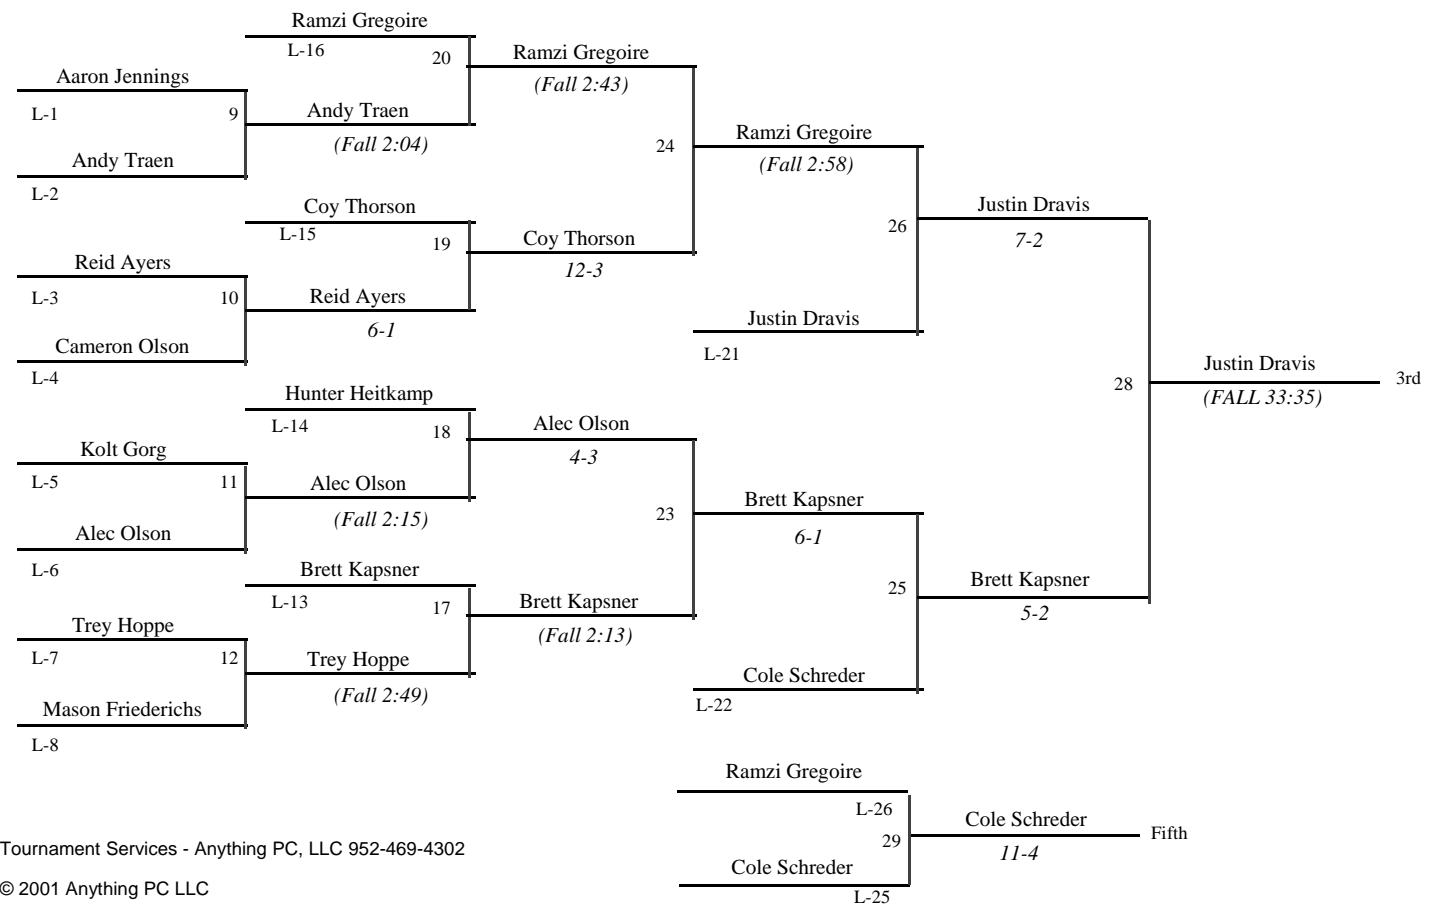 Ramzi Gregoire
L-16
20
Ramzi Gregoire
(Fall 2:43)
Aaron Jennings
L-1
9
Andy Traen
(Fall 2:04)
Andy Traen
L-2
24
Ramzi Gregoire
(Fall 2:58)
Coy Thorson
L-15
19
Coy Thorson
12-3
Reid Ayers
L-3
10
Reid Ayers
6-1
Cameron Olson
L-4
26
Justin Dravis
7-2
Justin Dravis
L-21
Hunter Heitkamp
L-14
18
Alec Olson
4-3
Kolt Gorg
L-5
11
Alec Olson
(Fall 2:15)
Alec Olson
L-6
28
Justin Dravis
(FALL 33:35)
3rd
23
Brett Kapsner
6-1
Brett Kapsner
L-13
17
Brett Kapsner
(Fall 2:13)
Trey Hoppe
L-7
12
Trey Hoppe
(Fall 2:49)
Mason Friederichs
L-8
25
Brett Kapsner
5-2
Cole Schreder
L-22
Ramzi Gregoire
L-26
29
Cole Schreder
11-4
Fifth
Cole Schreder
L-25
Tournament Services - Anything PC, LLC 952-469-4302
© 2001 Anything PC LLC